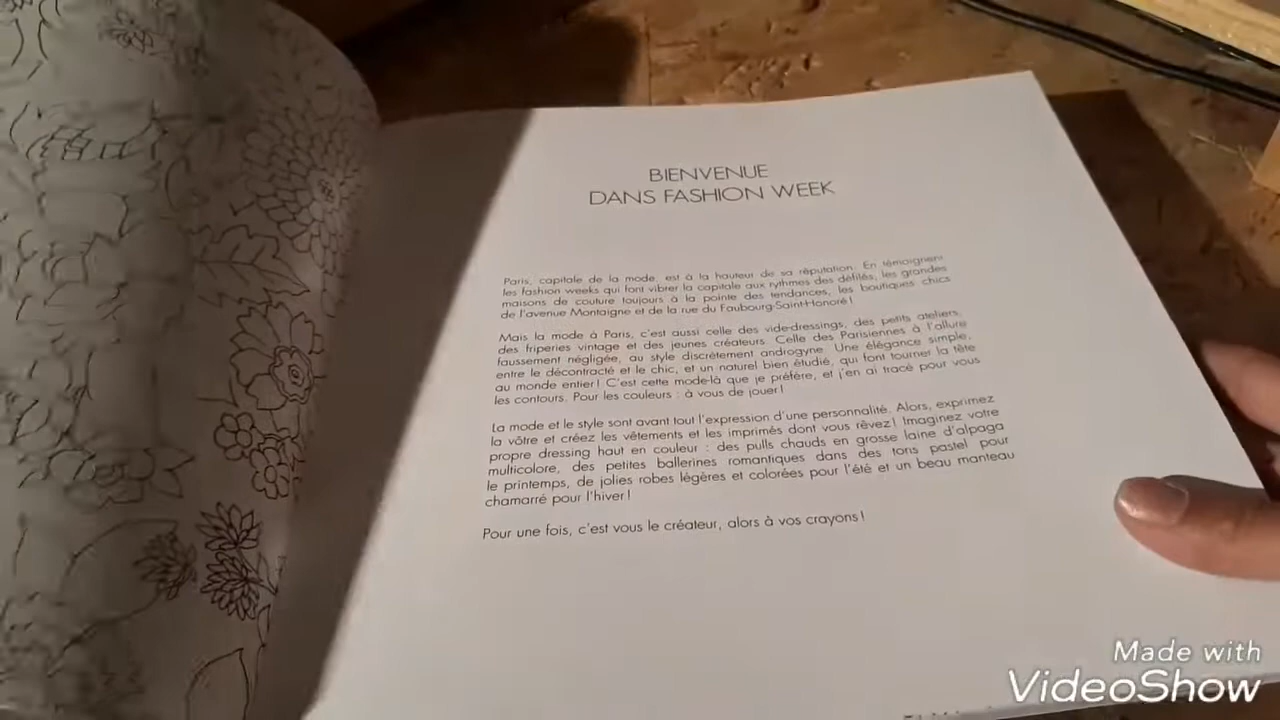 BIENVENUE
DANS FASHION WEEK
Paris, capitale de la mode, est à la hauteur de sa réputation. En témoignent
les fashion weeks qui font vibrer la capitale aux rythmes des défilés, les grandes
maisons de couture toujours à la pointe des tendances, les boutiques chics
de l'avenue Montaigne et de la rue du Faubourg-Saint-Honoré !
Mais la mode à Paris, c'est aussi celle des vide-dressings, des petits ateliers,
des friperies vintage et des jeunes créateurs. Celle des Parisiennes à l'allure
faussement négligée, au style discrètement androgyne. Une élégance simple,
entre le décontracté et le chic, et un naturel bien étudié, qui font tourner la tête
au monde entier ! C'est cette mode-là que je préfère, et j'en ai tracé pour vous
les contours. Pour les couleurs : à vous de jouer !
La mode et le style sont avant tout l'expression d'une personnalité. Alors, exprimez
la vôtre et créez les vêtements et les imprimés dont vous rêvez ! Imaginez votre
propre dressing haut en couleur : des pulls chauds en grosse laine d'alpaga
multicolore, des petites ballerines romantiques dans des tons pastel pour
le printemps, de jolies robes légères et colorées pour l'été et un beau manteau
chamarré pour l'hiver !
Pour une fois, c'est vous le créateur, alors à vos crayons !
Made with
VideoShow